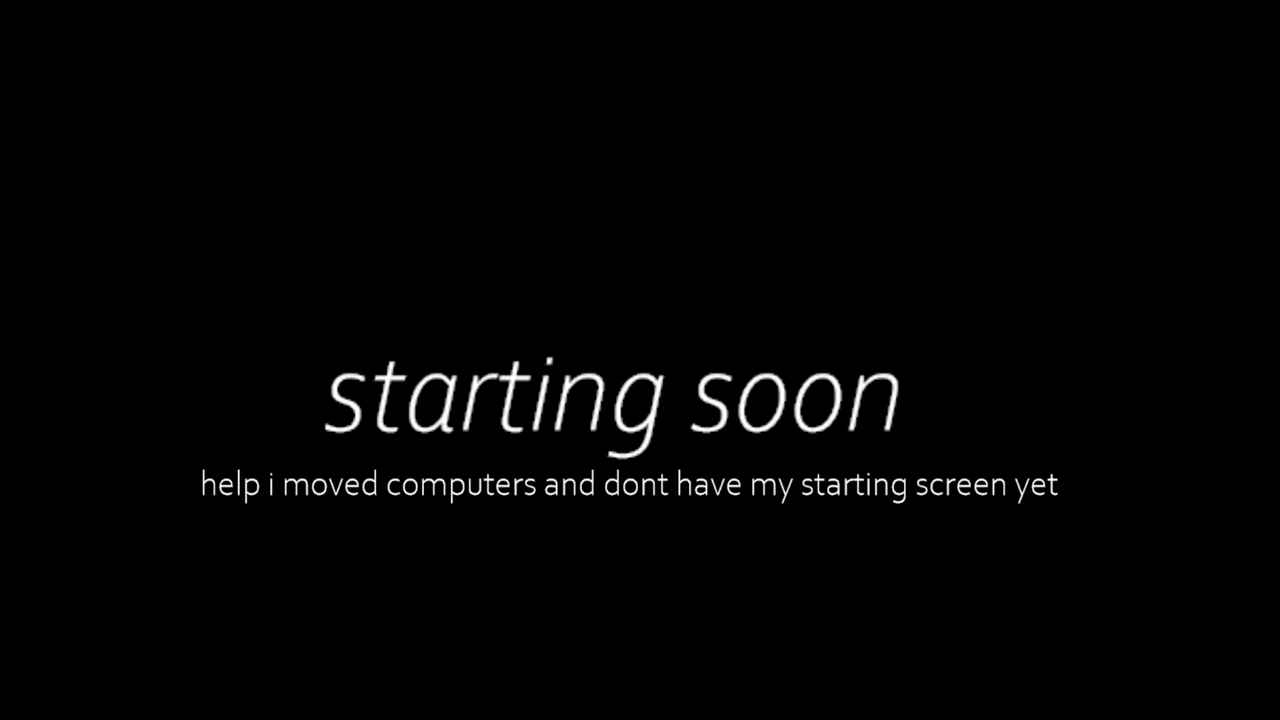 starting soon
help i moved computers and dont have my starting screen yet